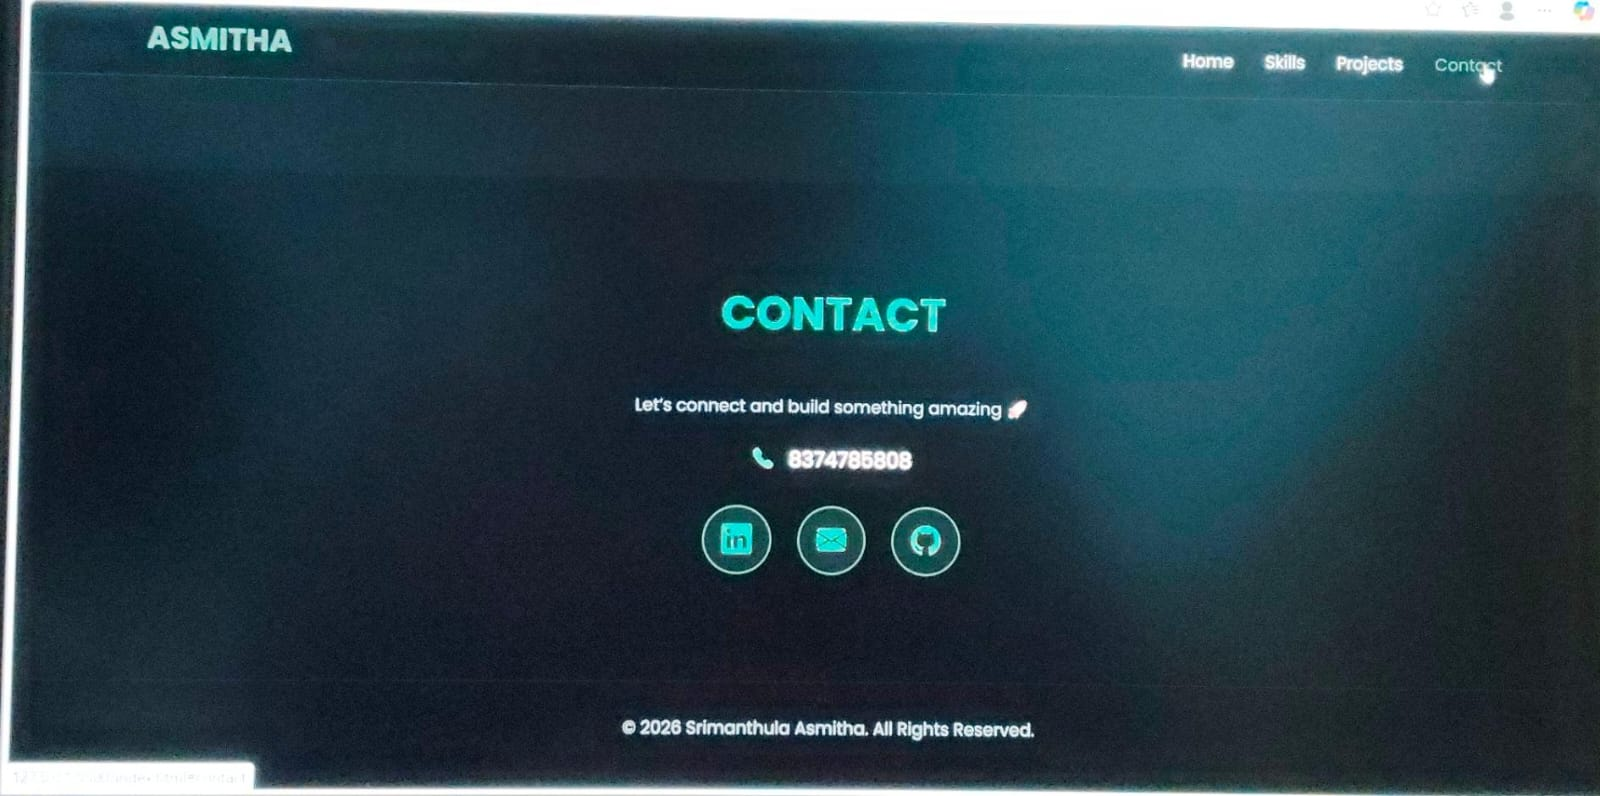 ASMITHA
Home Skills Projects Contact
CONTACT
Let's connect and build something amazing 🚀
8374785808
in
© 2026 Srimanthula Asmitha. All Rights Reserved.